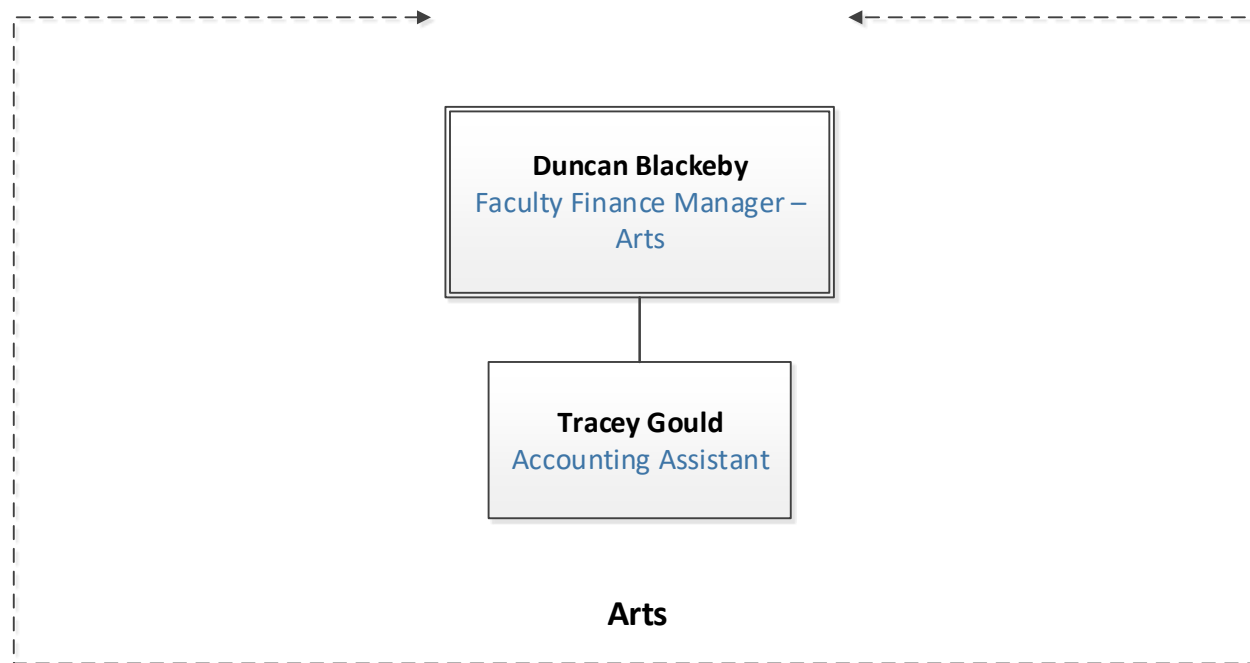 Duncan Blackeby
Faculty Finance Manager –
Arts
Tracey Gould
Accounting Assistant
Arts